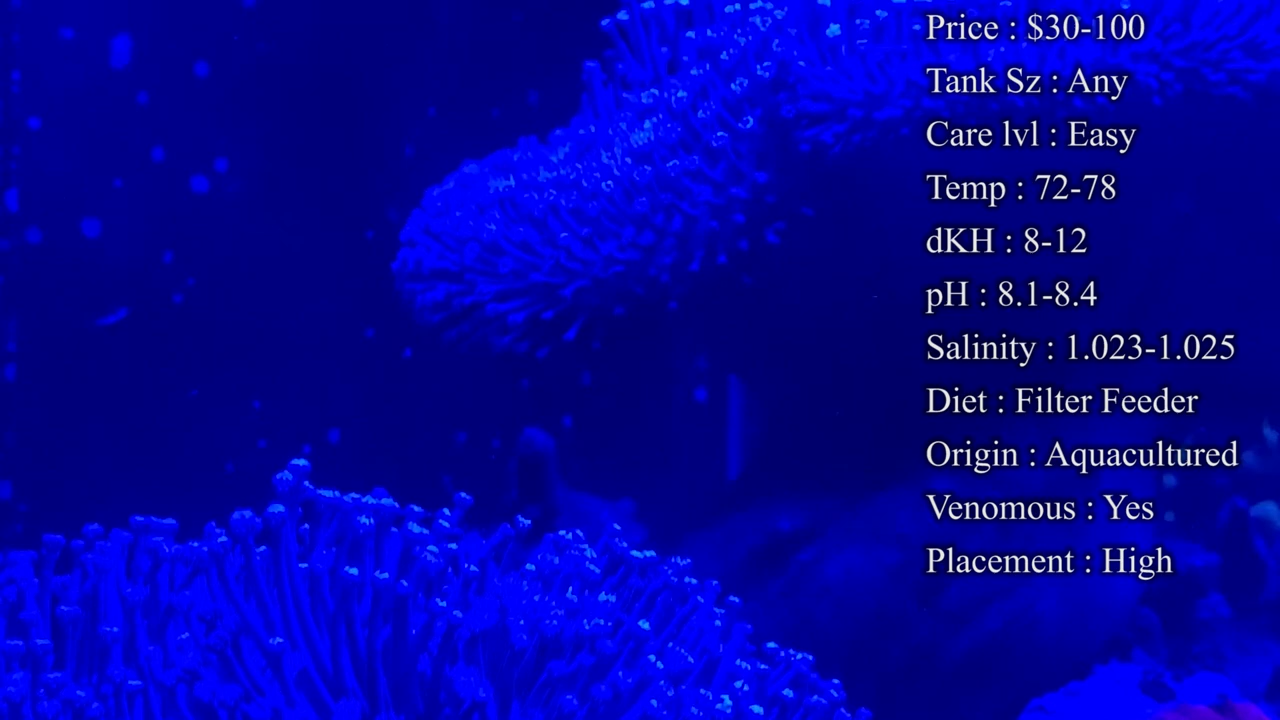 Price : $30-100
Tank Sz : Any
Care lvl : Easy
Temp : 72-78
dKH : 8-12
pH : 8.1-8.4
Salinity : 1.023-1.025
Diet : Filter Feeder
Origin : Aquacultured
Venomous : Yes
Placement : High